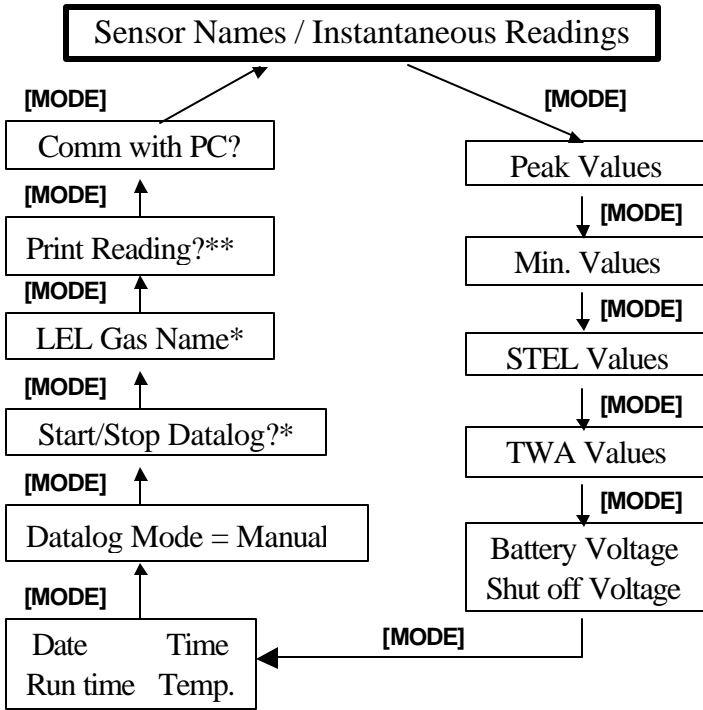 Sensor Names / Instantaneous Readings
[MODE]
[MODE]
Comm with PC?
Peak Values
[MODE]
[MODE]
Print Reading?**
Min. Values
[MODE]
[MODE]
LEL Gas Name*
STEL Values
[MODE]
[MODE]
Start/Stop Datalog?*
TWA Values
[MODE]
[MODE]
Datalog Mode = Manual
Battery Voltage
Shut off Voltage
[MODE]
[MODE]
Date Time
Run time Temp.